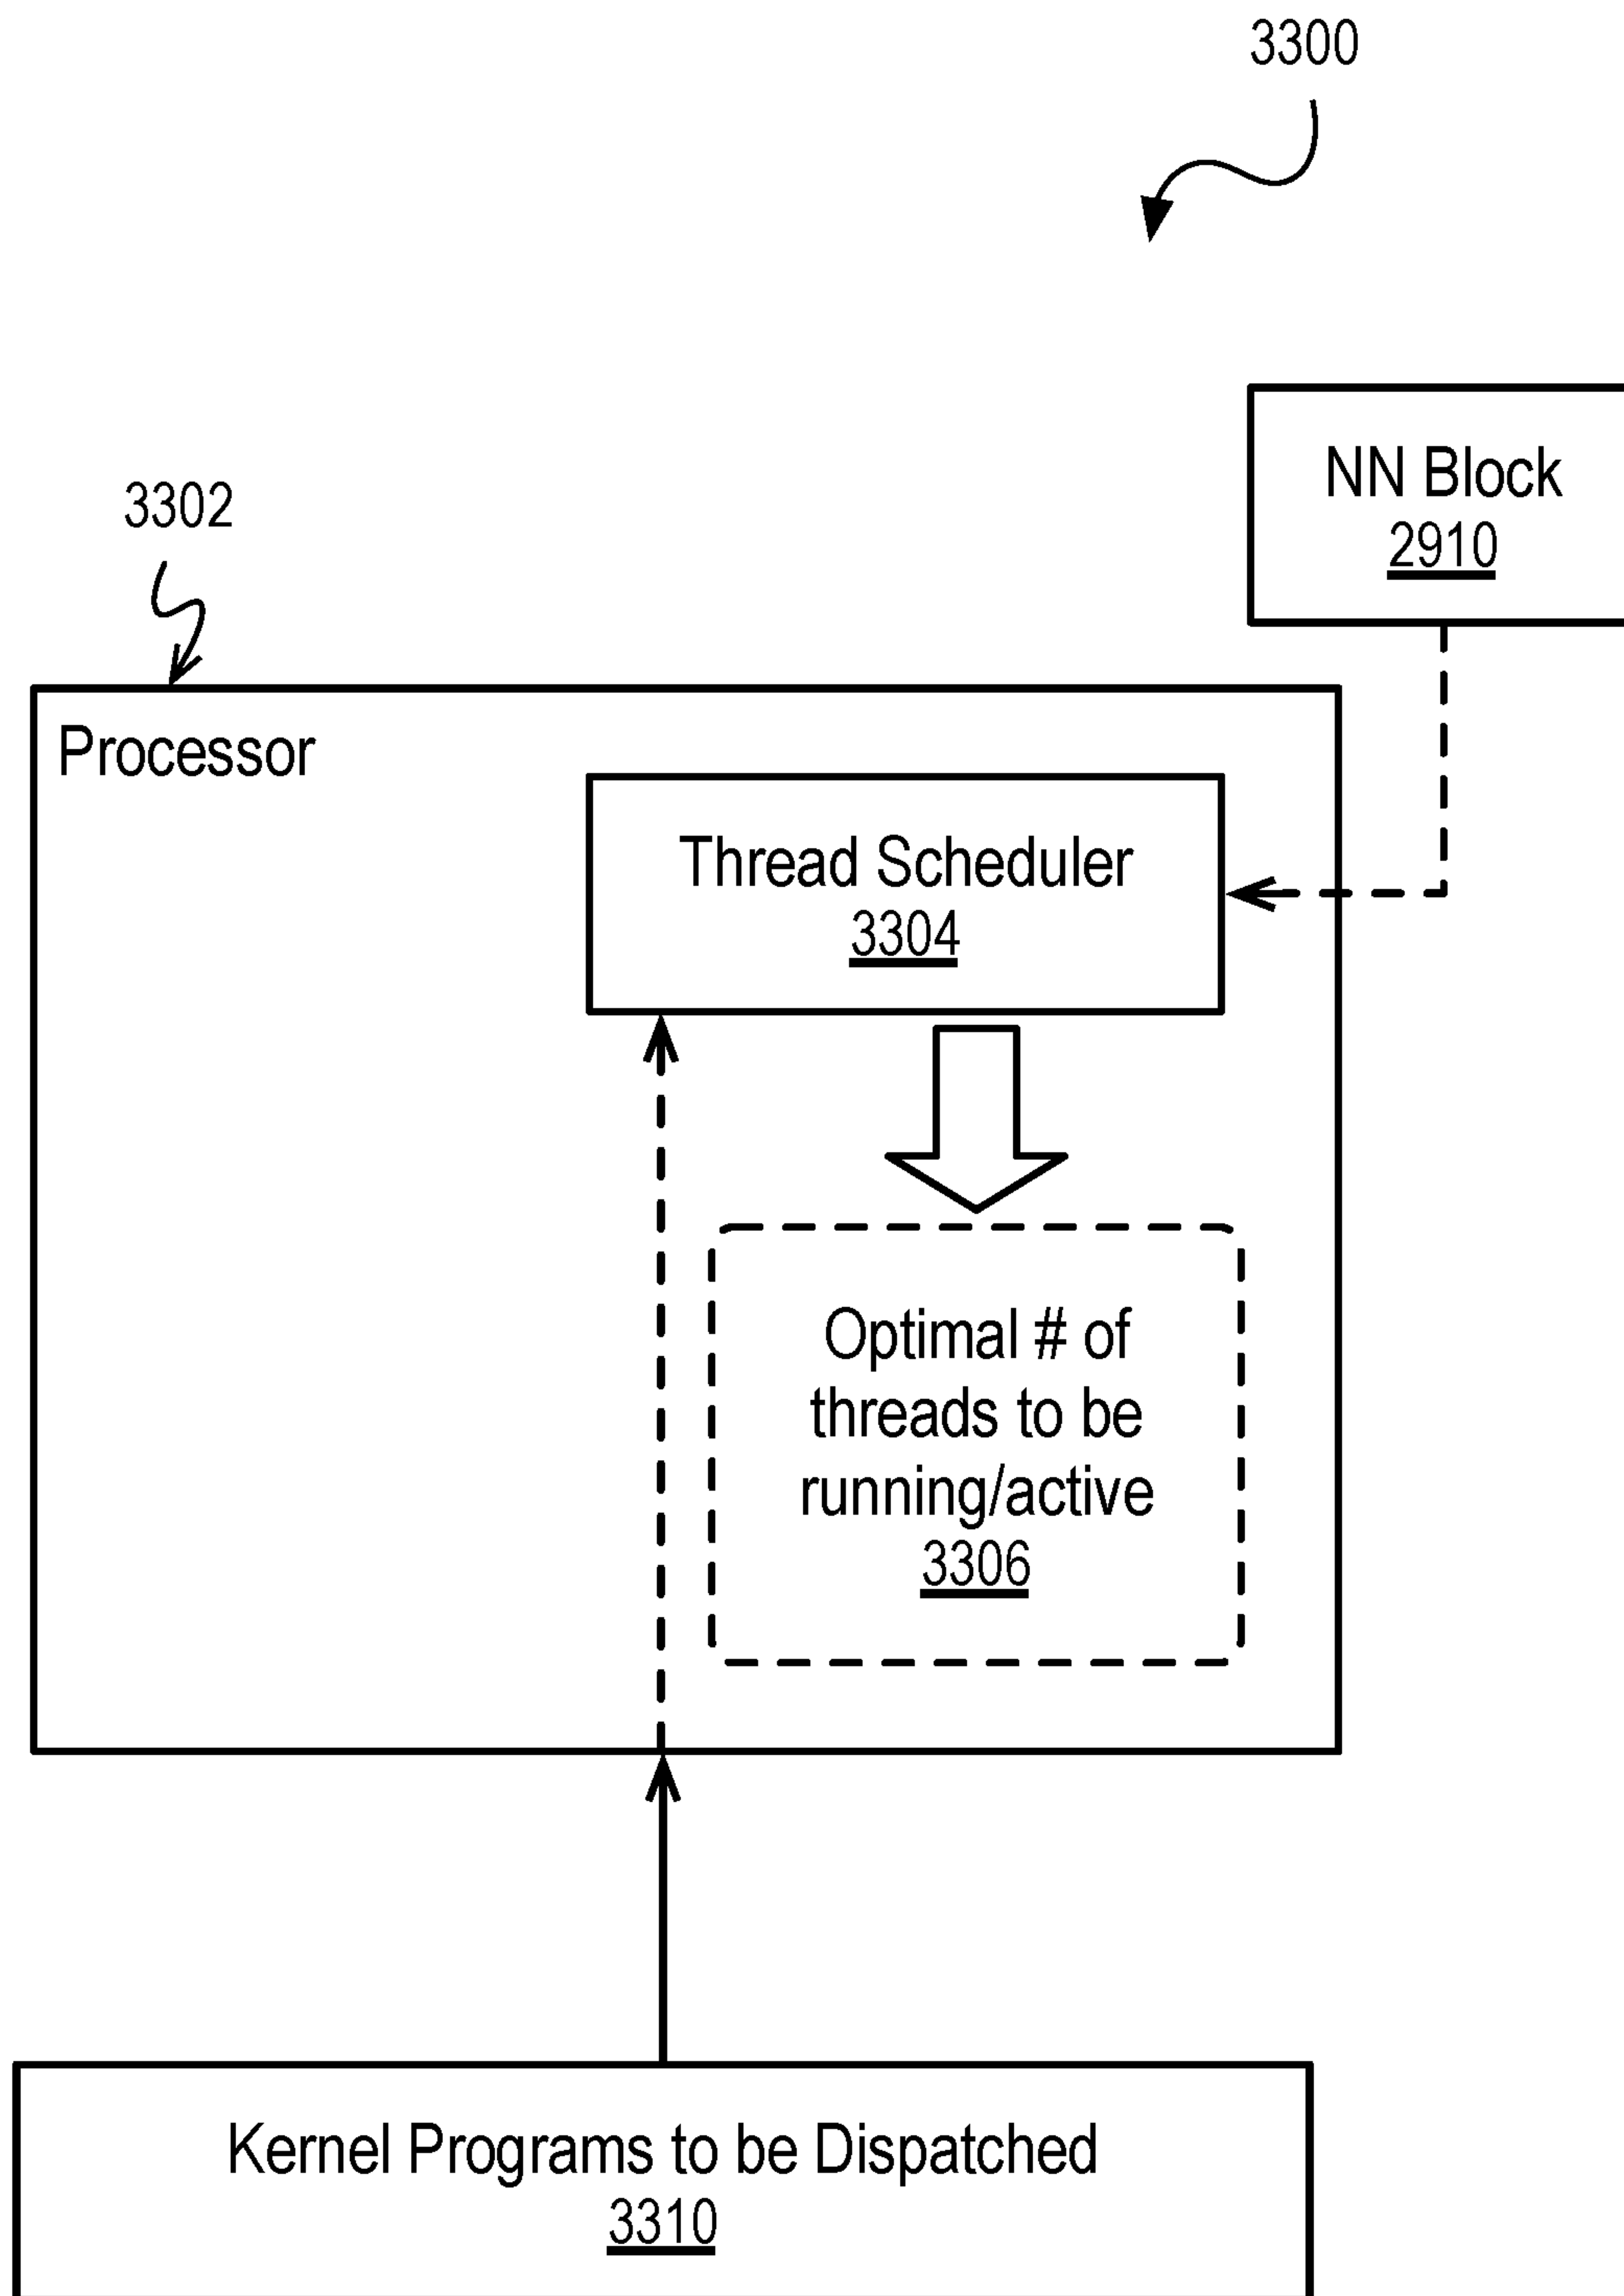 3300
NN Block
2910
3302
Processor
Thread Scheduler
3304
Optimal # of
threads to be
running/active
3306
Kernel Programs to be Dispatched
3310